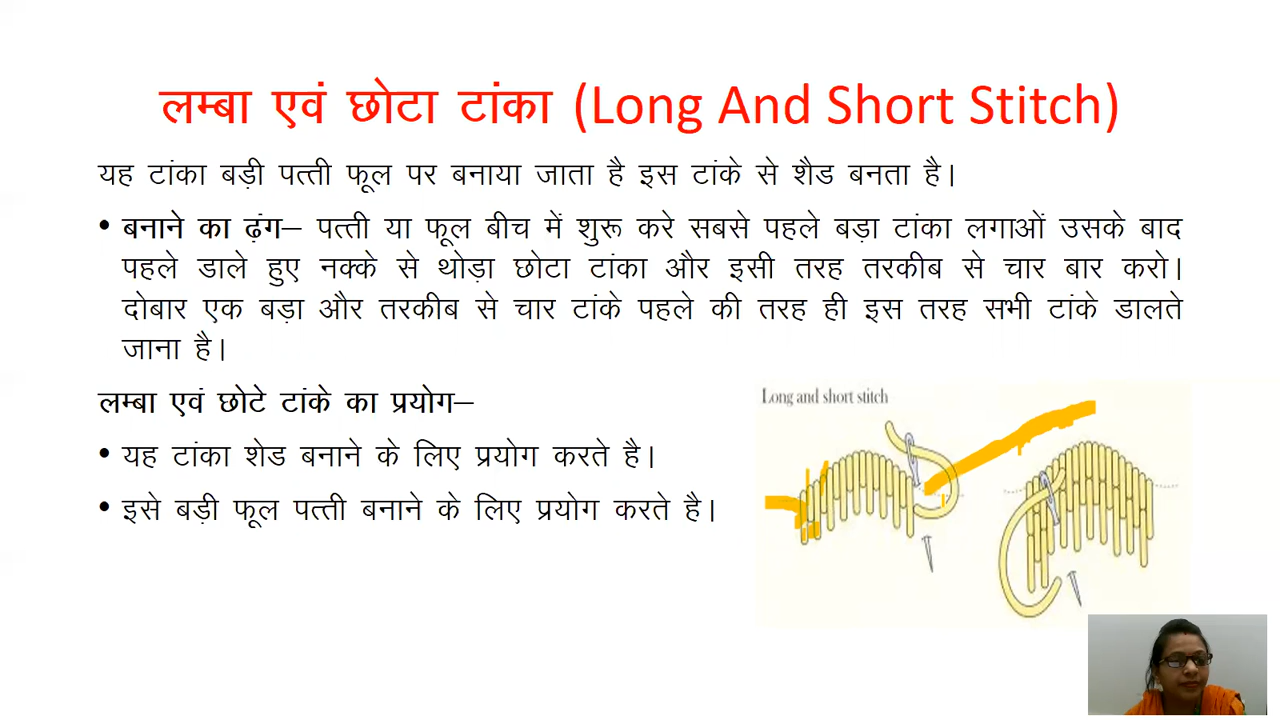 लम्बा एवं छोटा टांका (Long And Short Stitch)
यह टांका बड़ी पत्ती फूल पर बनाया जाता है इस टांके से शैड बनता है।
• बनाने का ढ़ंग– पत्ती या फूल बीच में शुरू करे सबसे पहले बड़ा टांका लगाओं उसके बाद
पहले डाले हुए नक्के से थोड़ा छोटा टांका और इसी तरह तरकीब से चार बार करो।
दोबार एक बड़ा और तरकीब से चार टांके पहले की तरह ही इस तरह सभी टांके डालते
जाना है।
लम्बा एवं छोटे टांके का प्रयोग–
• यह टांका शेड बनाने के लिए प्रयोग करते है।
• इसे बड़ी फूल पत्ती बनाने के लिए प्रयोग करते है।
Long and short stitch